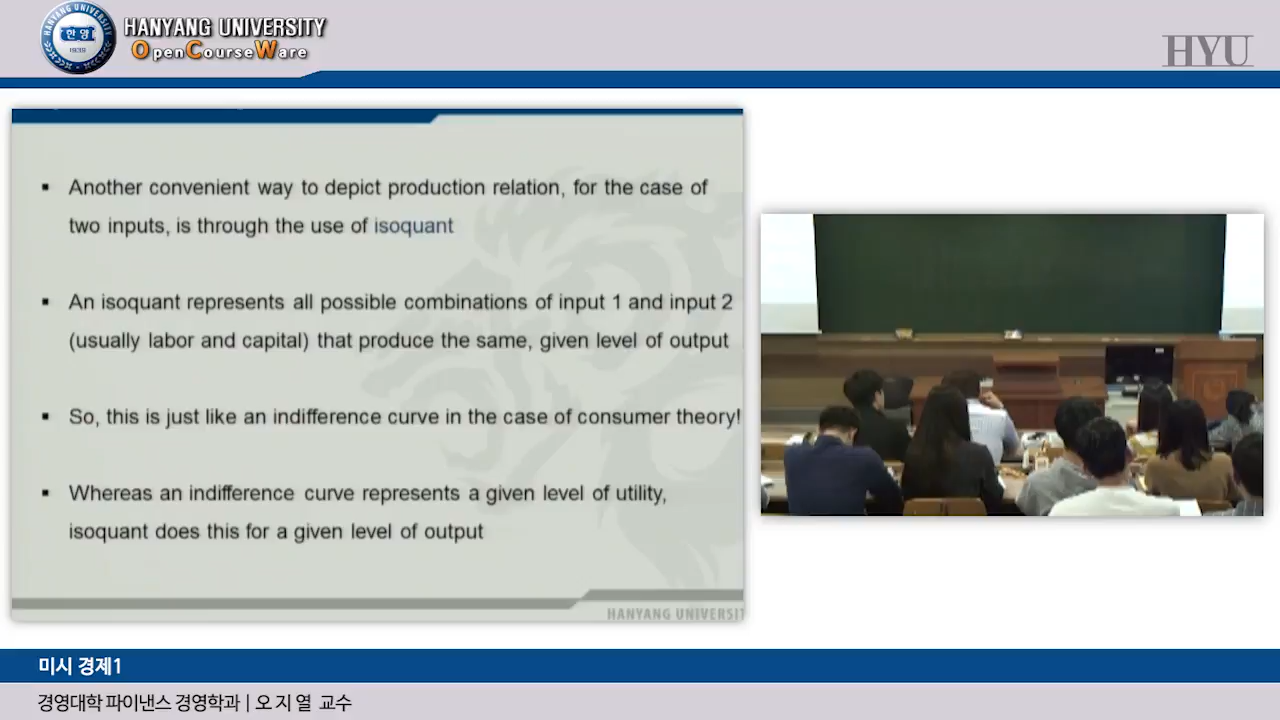 HANYANG UNIVERSITY
OpenCourseWare
HANYANG UNIVERSITY
한양
1939
HYU
Another convenient way to depict production relation, for the case of
two inputs, is through the use of isoquant
An isoquant represents all possible combinations of input 1 and input 2
(usually labor and capital) that produce the same, given level of output
So, this is just like an indifference curve in the case of consumer theory!
Whereas an indifference curve represents a given level of utility,
isoquant does this for a given level of output
HANYANG UNIVERSIT
미시 경제1
경영대학 파이낸스 경영학과 | 오 지 열 교수